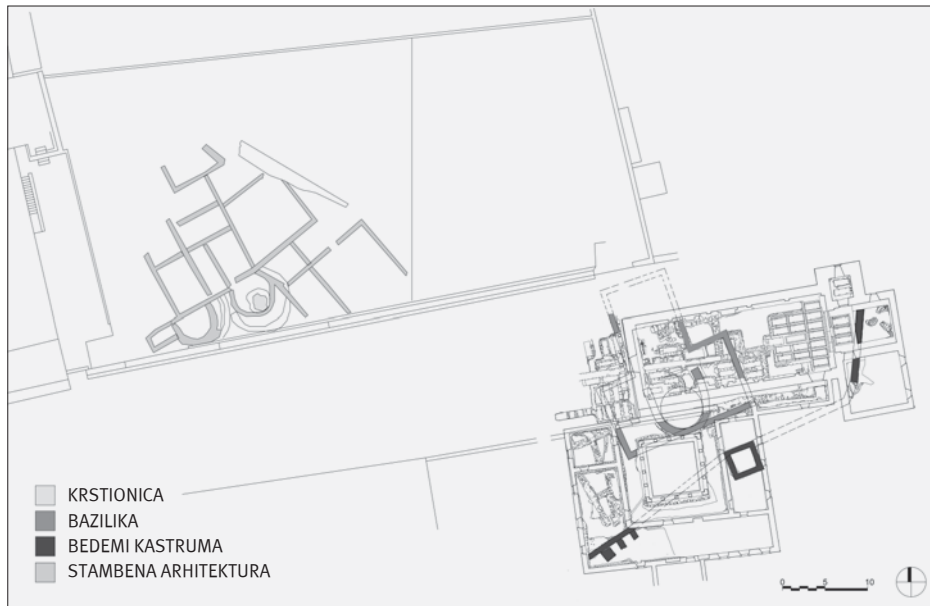 KRSTIONICA
BAZILIKA
BEDEMI KASTRUMA
STAMBENA ARHITEKTURA
0 5 10